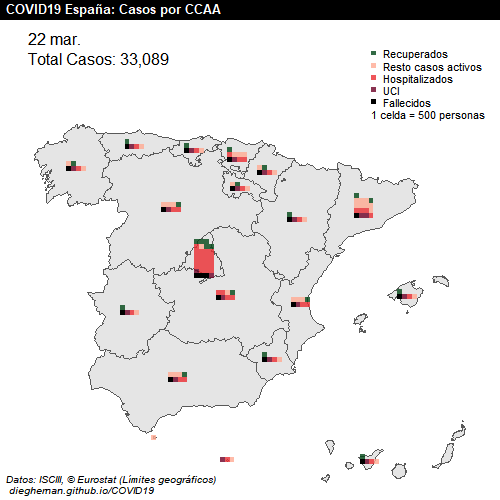 COVID19 España: Casos por CCAA
22 mar.
Total Casos: 33,089
Recuperados
Resto casos activos
Hospitalizados
UCI
Fallecidos
1 celda = 500 personas
Datos: ISCIII, © Eurostat (Límites geográficos)
diegheman.github.io/COVID19